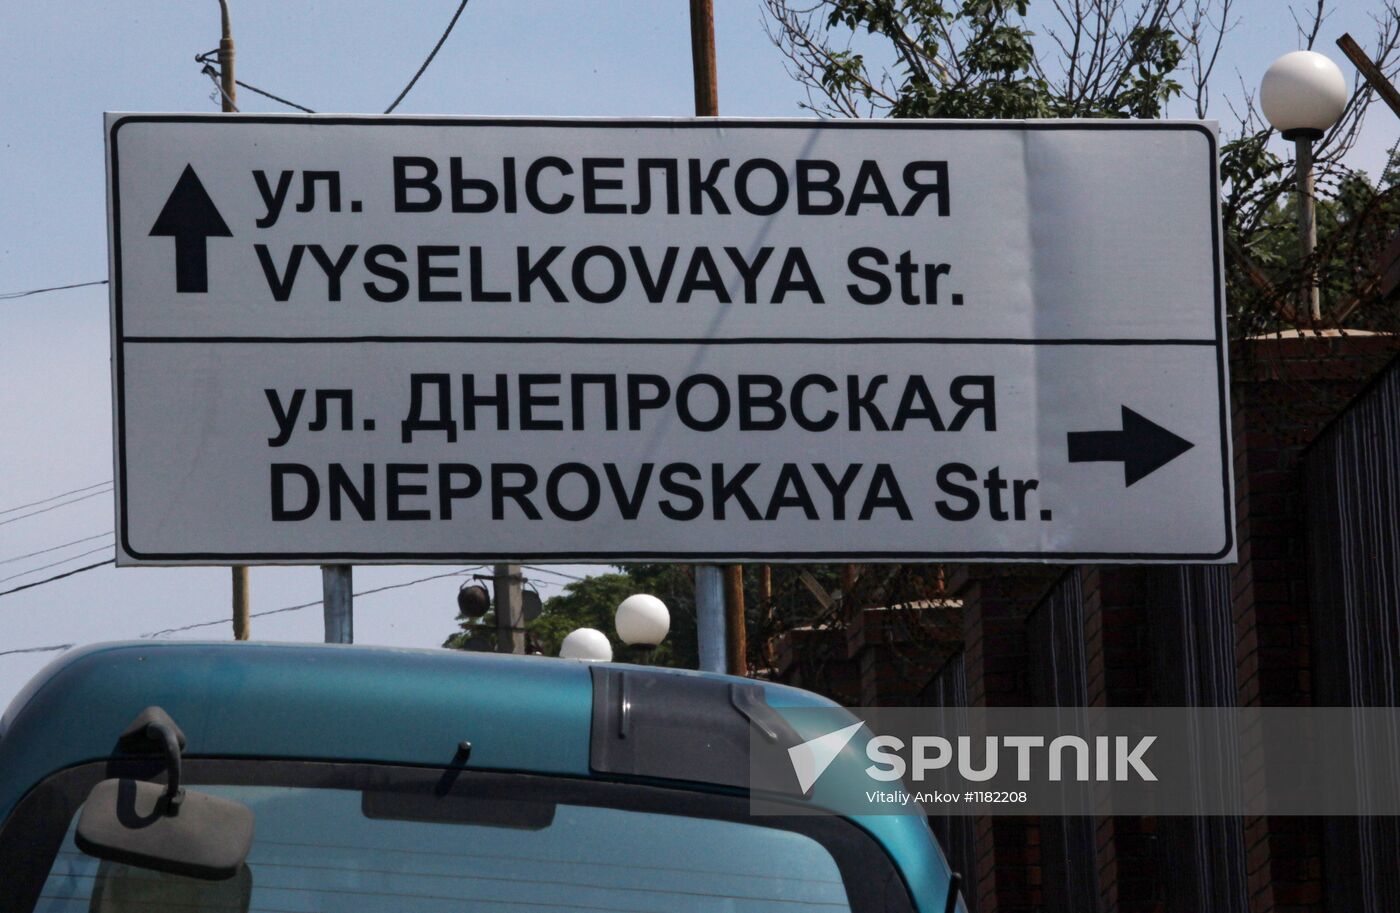 ул. ВЫСЕЛКОВАЯ
VYSELKOVAYA Str.
ул. ДНЕПРОВСКАЯ
DNEPROVSKAYA Str.
SPUTNIK
Vitaliy Ankov #1182208